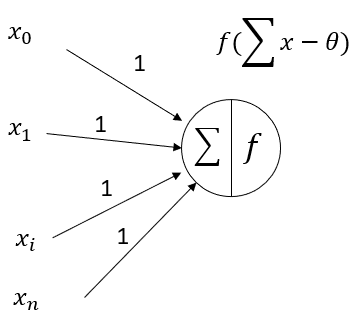 x₀
f(∑ x − θ)
1
x₁
1
∑ f
1
xᵢ
1
xₙ